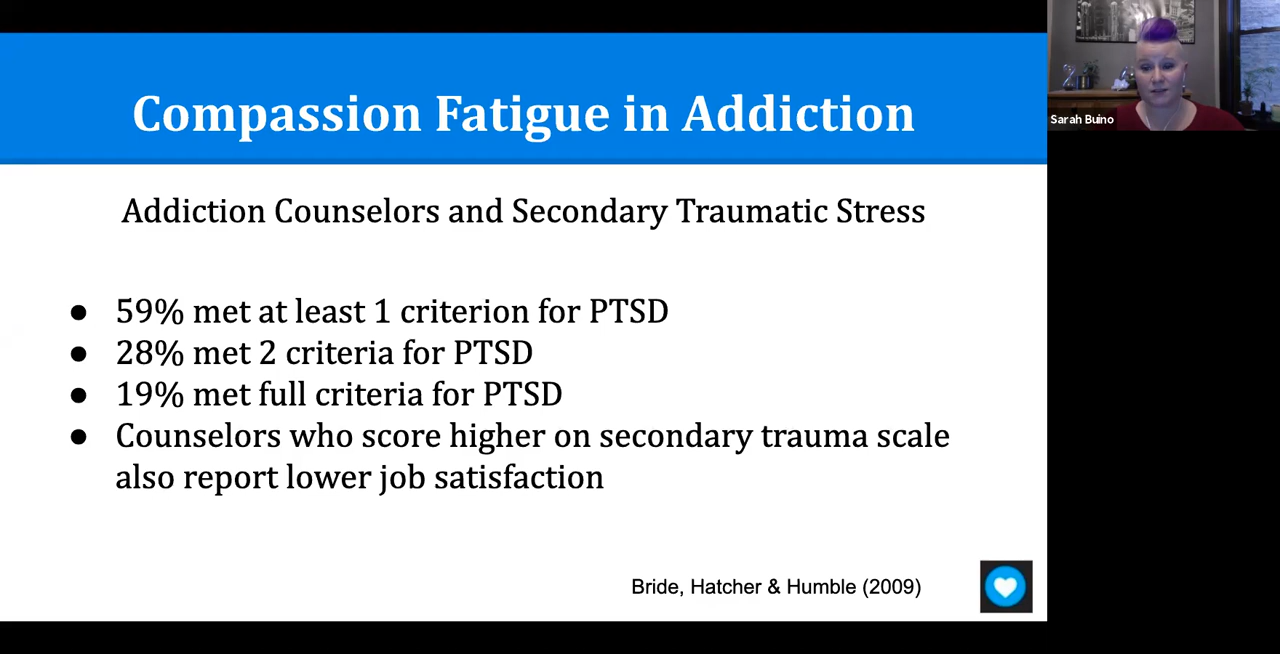 Compassion Fatigue in Addiction
Sarah Buino
Addiction Counselors and Secondary Traumatic Stress
● 59% met at least 1 criterion for PTSD
● 28% met 2 criteria for PTSD
● 19% met full criteria for PTSD
● Counselors who score higher on secondary trauma scale
also report lower job satisfaction
Bride, Hatcher & Humble (2009)